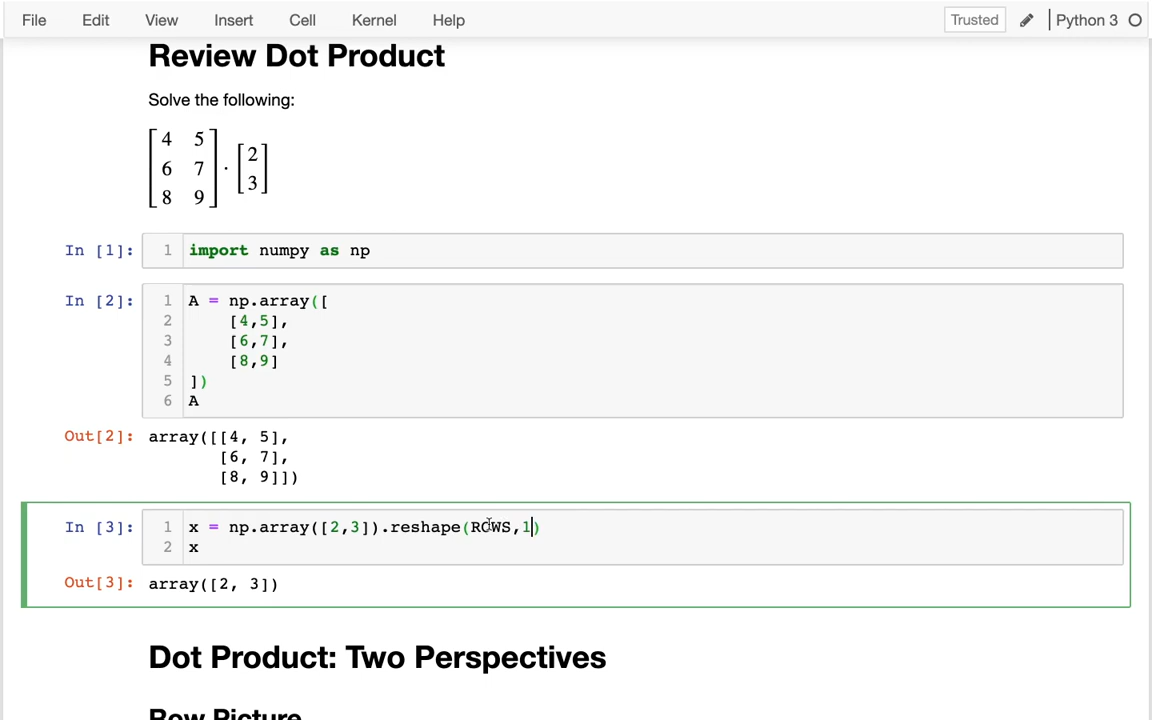 File Edit View Insert Cell Kernel Help Trusted Python 3
Review Dot Product
Solve the following:
4 5
6 7
8 9
·
2
3
In [1]: 1 import numpy as np
In [2]: 1 A = np.array([
2 [4,5],
3 [6,7],
4 [8,9]
5 ])
6 A
Out[2]: array([[4, 5],
[6, 7],
[8, 9]])
In [3]: 1 x = np.array([2,3]).reshape(ROWS,1)
2 x
Out[3]: array([2, 3])
Dot Product: Two Perspectives
Row Picture